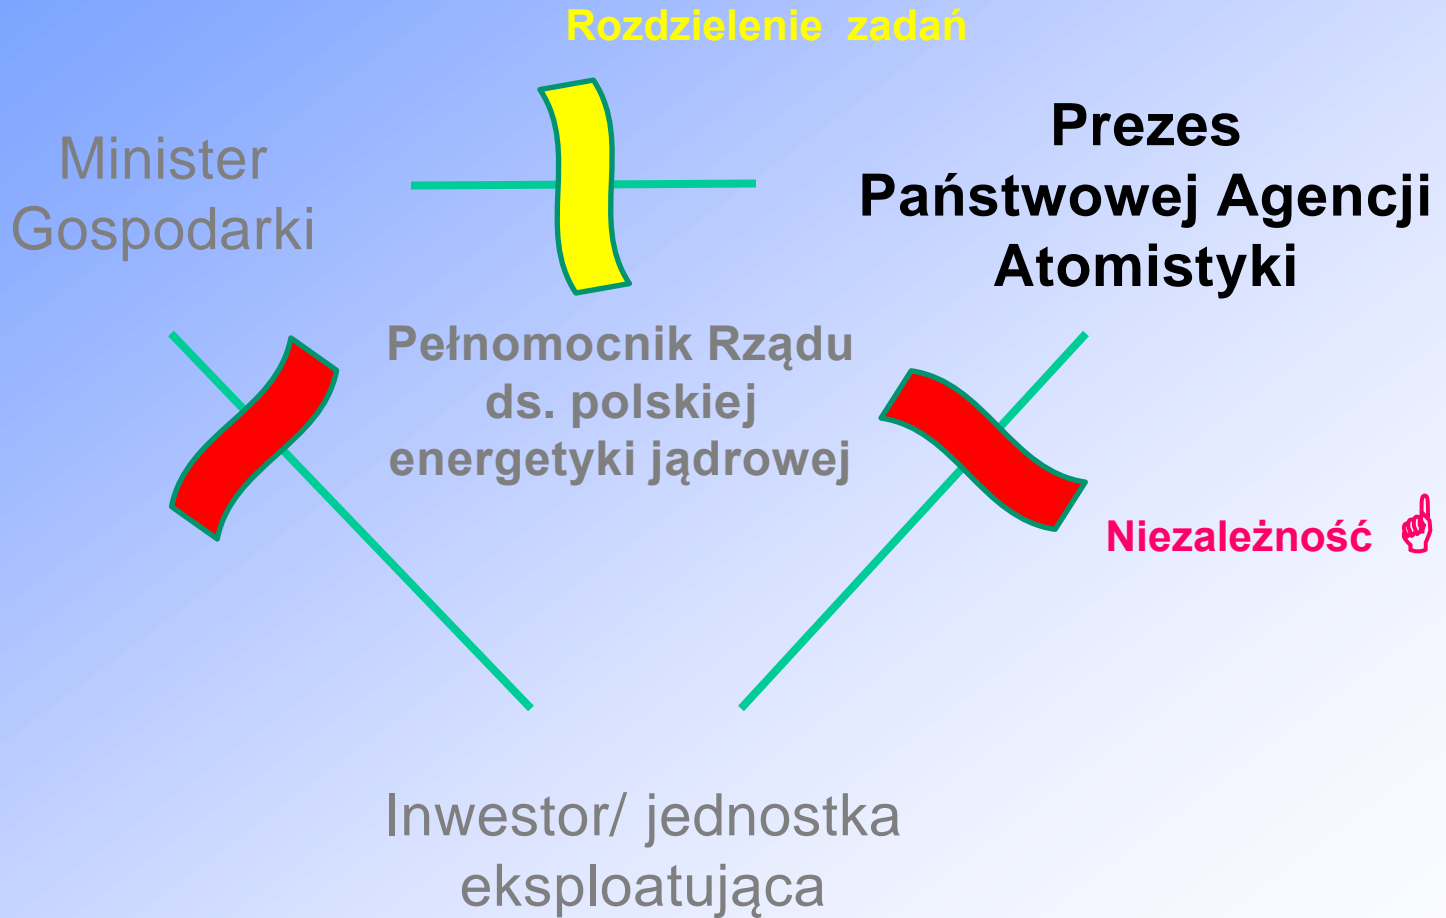 Rozdzielenie zadań
Minister
Gospodarki
Prezes
Państwowej Agencji
Atomistyki
Pełnomocnik Rządu
ds. polskiej
energetyki jądrowej
Niezależność ☝
Inwestor/ jednostka
eksploatująca